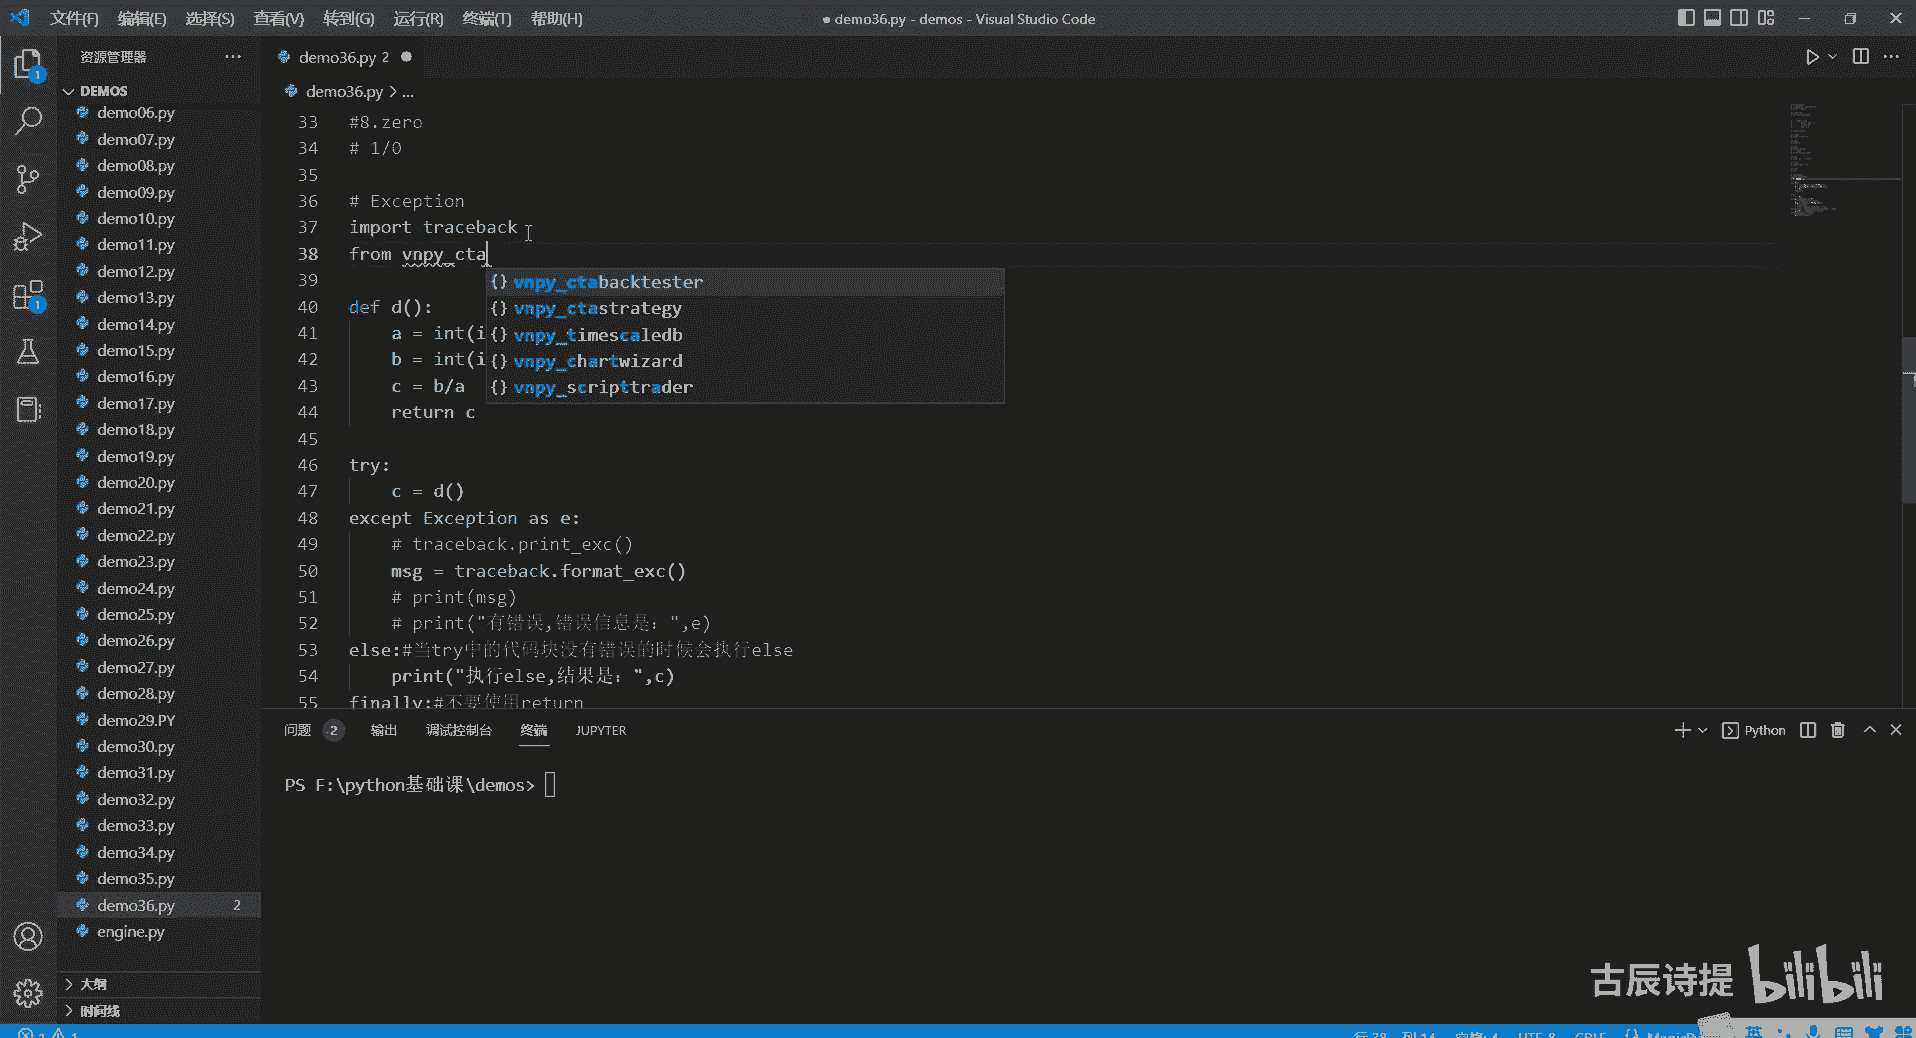 文件(F) 编辑(E) 选择(S) 查看(V) 转到(G) 运行(R) 终端(T) 帮助(H)
● demo36.py - demos - Visual Studio Code
资源管理器
DEMOS
demo06.py
demo07.py
demo08.py
demo09.py
demo10.py
demo11.py
demo12.py
demo13.py
demo14.py
demo15.py
demo16.py
demo17.py
demo18.py
demo19.py
demo20.py
demo21.py
demo22.py
demo23.py
demo24.py
demo25.py
demo26.py
demo27.py
demo28.py
demo29.PY
demo30.py
demo31.py
demo32.py
demo33.py
demo34.py
demo35.py
demo36.py 2
engine.py
大纲
时间线
1
1
demo36.py 2
demo36.py > ...
33 #8.zero
34 # 1/0
35
36 # Exception
37 import traceback
38 from vnpy_cta
39
vnpy_ctabacktester
vnpy_ctastrategy
vnpy_timescaledb
vnpy_chartwizard
vnpy_scripttrader
40 def d():
41 a = int(i
42 b = int(i
43 c = b/a
44 return c
45
46 try:
47 c = d()
48 except Exception as e:
49 # traceback.print_exc()
50 msg = traceback.format_exc()
51 # print(msg)
52 # print("有错误,错误信息是：",e)
53 else:#当try中的代码块没有错误的时候会执行else
54 print("执行else,结果是：",c)
55 finally:#不要使用return
问题 2 输出 调试控制台 终端 JUPYTER
Python
PS F:\python基础课\demos>
古辰诗提 bilibili
英